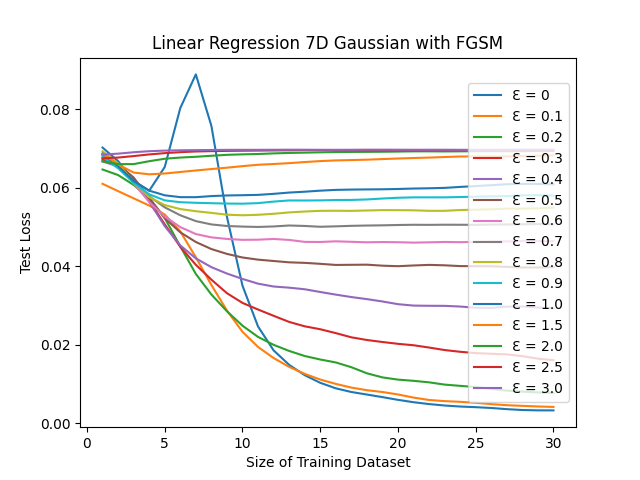 Linear Regression 7D Gaussian with FGSM
Test Loss
0.08
0.06
0.04
0.02
0.00
0
5
10
15
20
25
30
Size of Training Dataset
Ɛ = 0
Ɛ = 0.1
Ɛ = 0.2
Ɛ = 0.3
Ɛ = 0.4
Ɛ = 0.5
Ɛ = 0.6
Ɛ = 0.7
Ɛ = 0.8
Ɛ = 0.9
Ɛ = 1.0
Ɛ = 1.5
Ɛ = 2.0
Ɛ = 2.5
Ɛ = 3.0